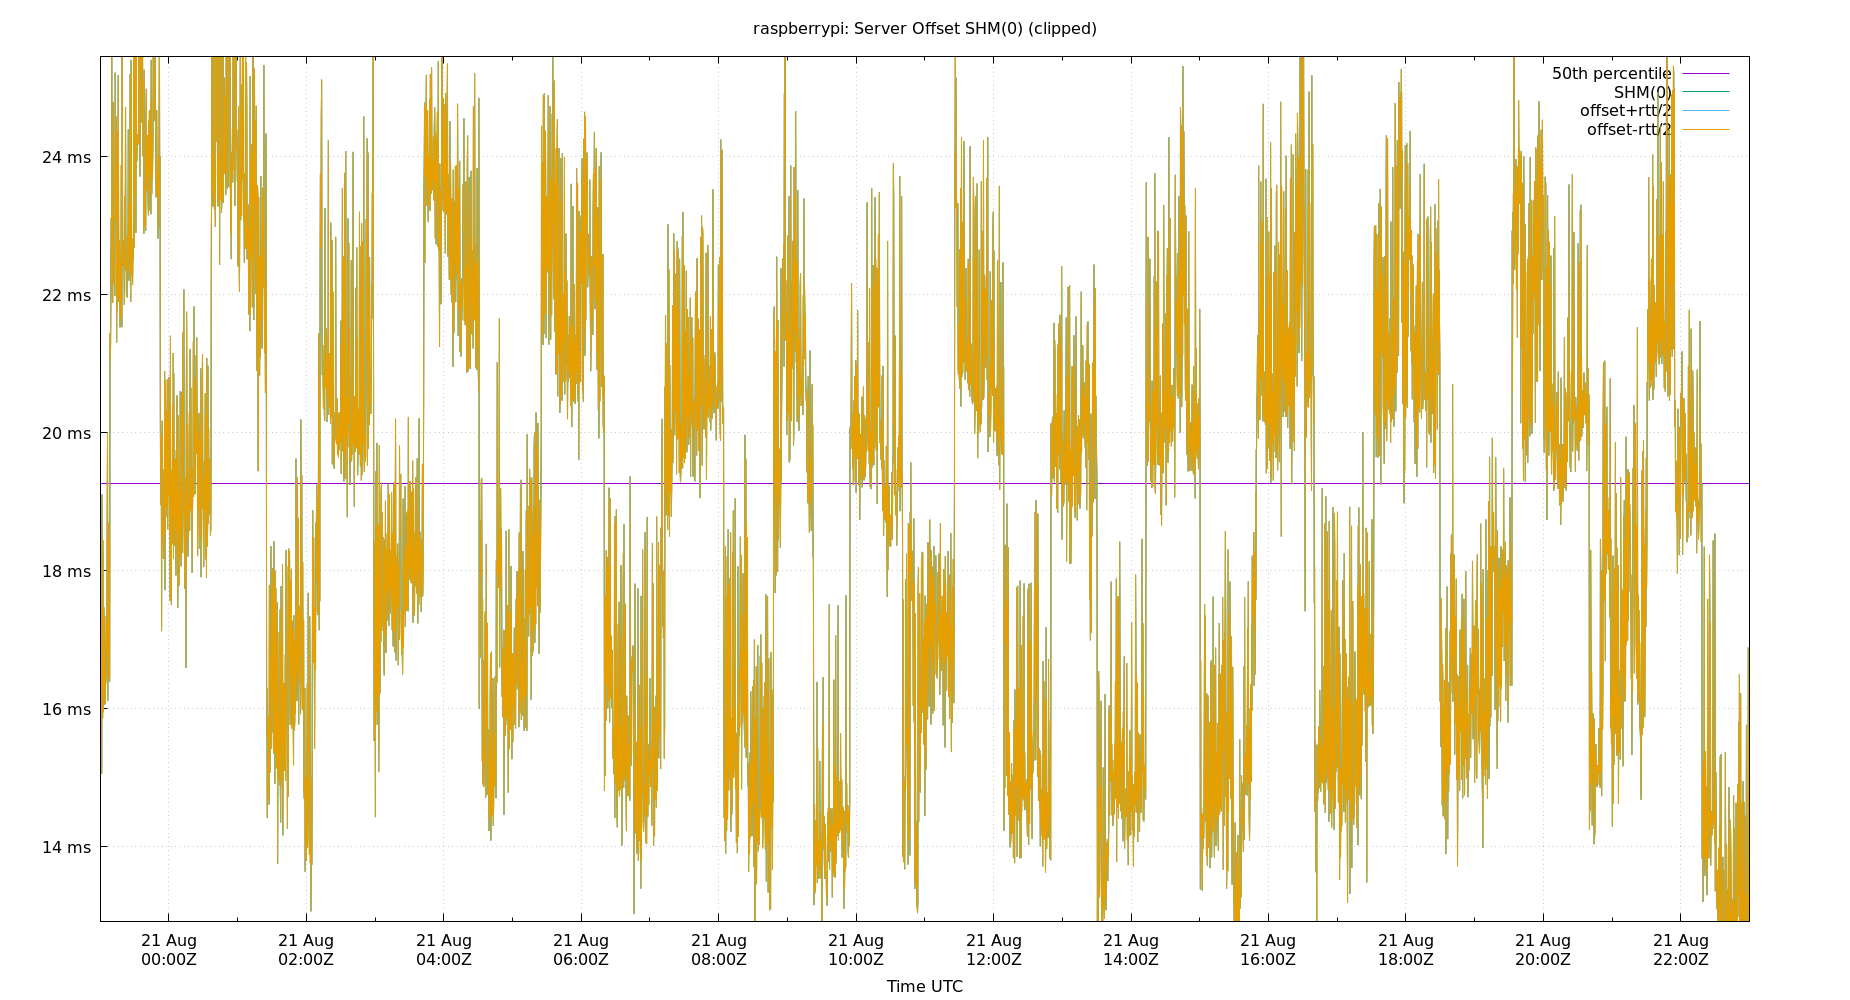 raspberrypi: Server Offset SHM(0) (clipped)
50th percentile
SHM(0)
offset+rtt/2
offset-rtt/2
24 ms
22 ms
20 ms
18 ms
16 ms
14 ms
21 Aug 21 Aug 21 Aug 21 Aug 21 Aug 21 Aug 21 Aug 21 Aug 21 Aug 21 Aug 21 Aug 21 Aug
00:00Z 02:00Z 04:00Z 06:00Z 08:00Z 10:00Z 12:00Z 14:00Z 16:00Z 18:00Z 20:00Z 22:00Z
Time UTC